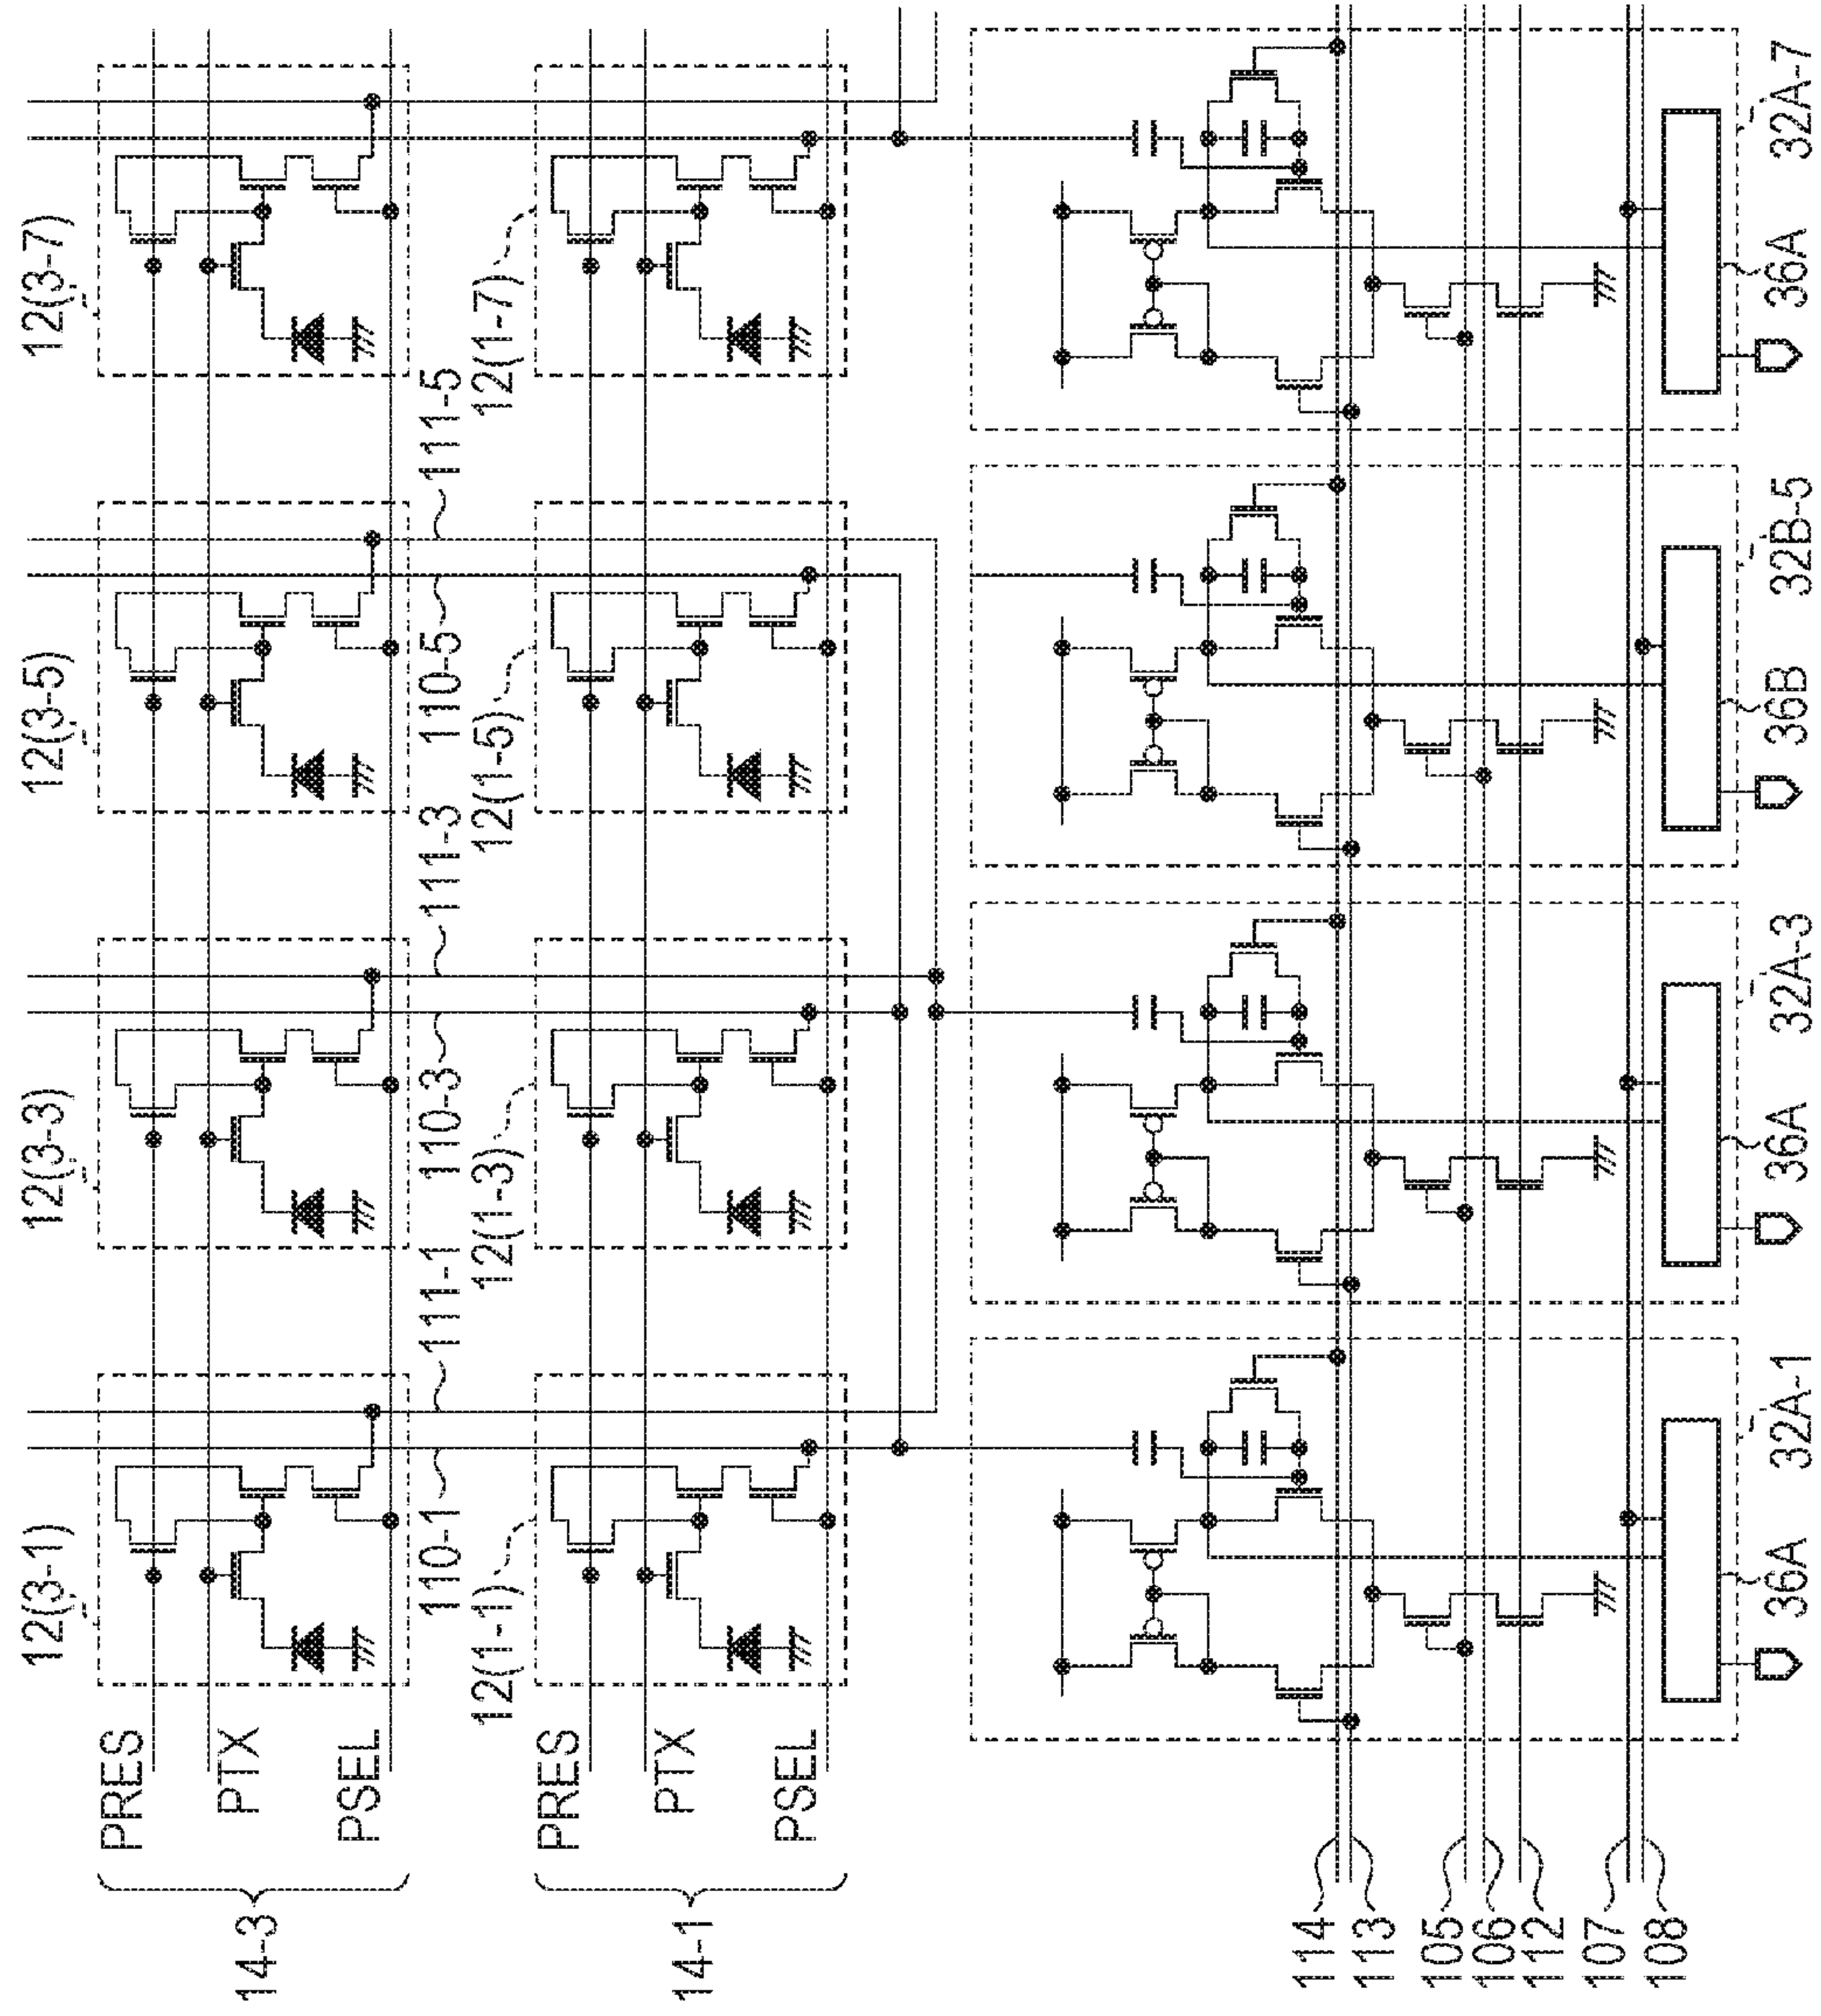 12(3-1)
12(3-3)
12(3-5)
12(3-7)
PRES
PTX
PSEL
14-3
110-1
111-1
110-3
111-3
110-5
111-5
12(1-1)
12(1-3)
12(1-5)
12(1-7)
PRES
PTX
PSEL
14-1
114
113
105
106
112
107
108
36A
32A-1
36A
32A-3
36B
32B-5
36A
32A-7